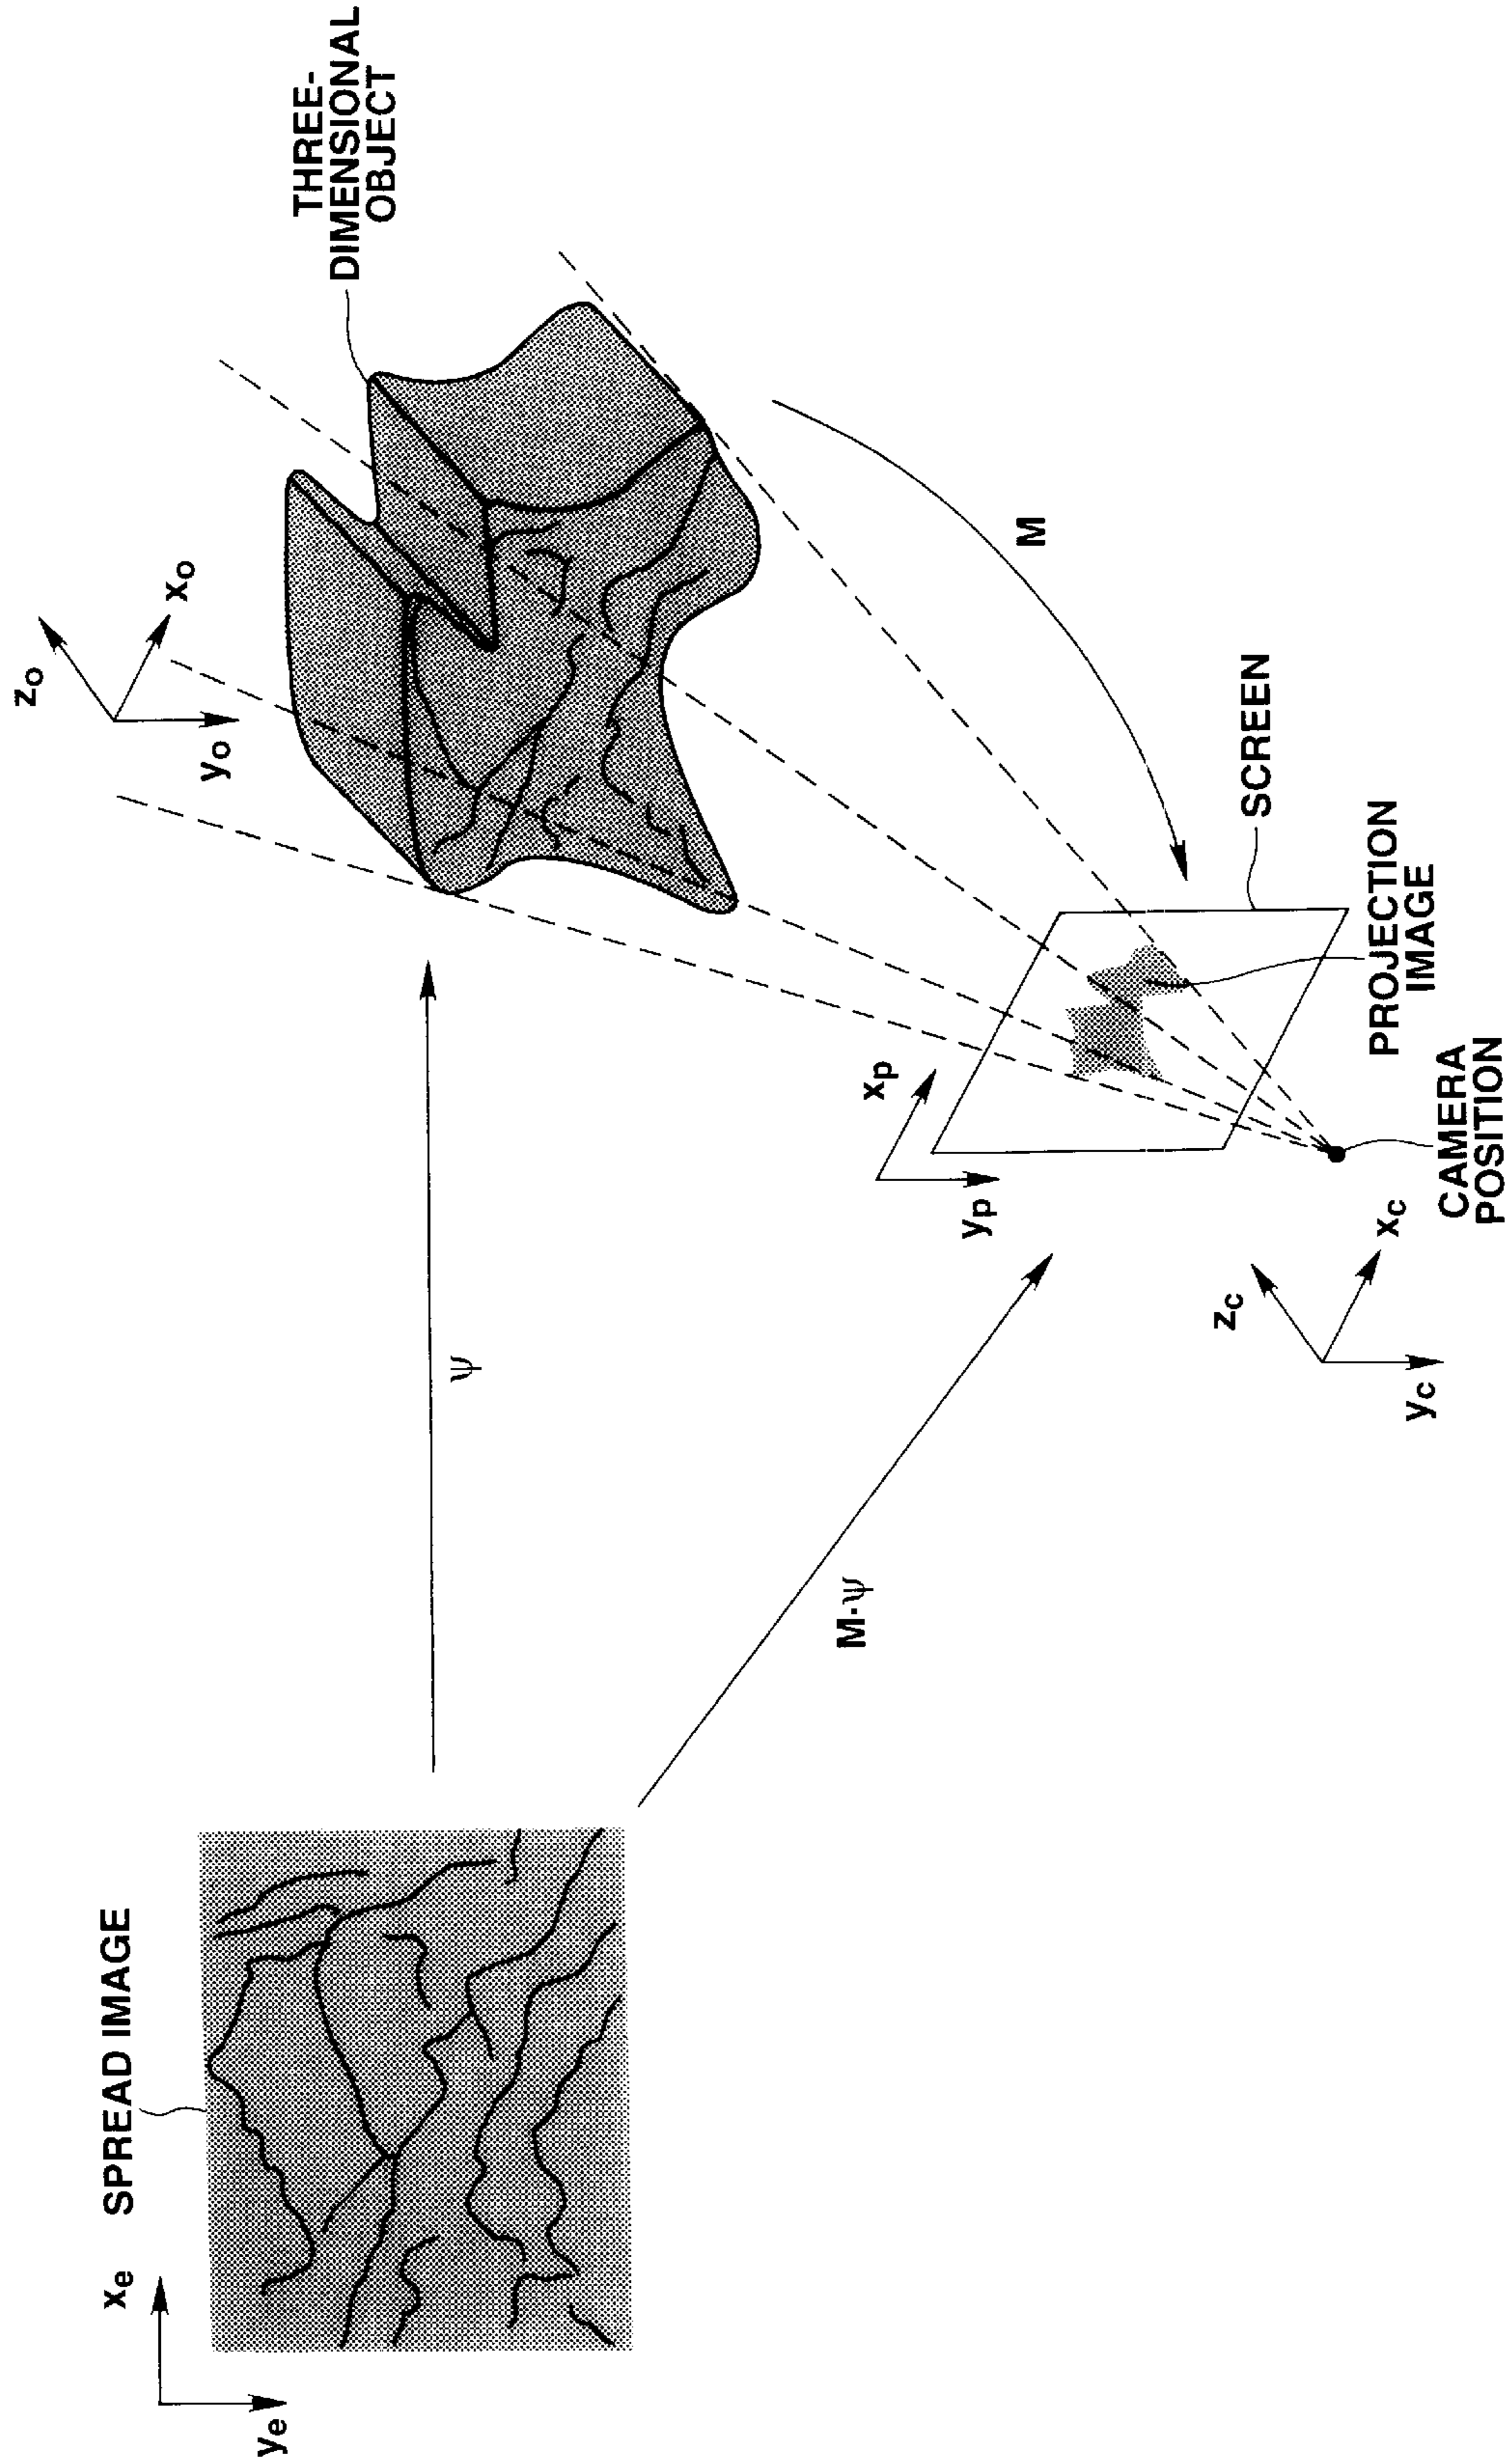 xe
SPREAD IMAGE
ye
ψ
M·ψ
zo
xo
yo
THREE-
DIMENSIONAL
OBJECT
M
xp
yp
SCREEN
PROJECTION
IMAGE
zc
xc
yc
CAMERA
POSITION